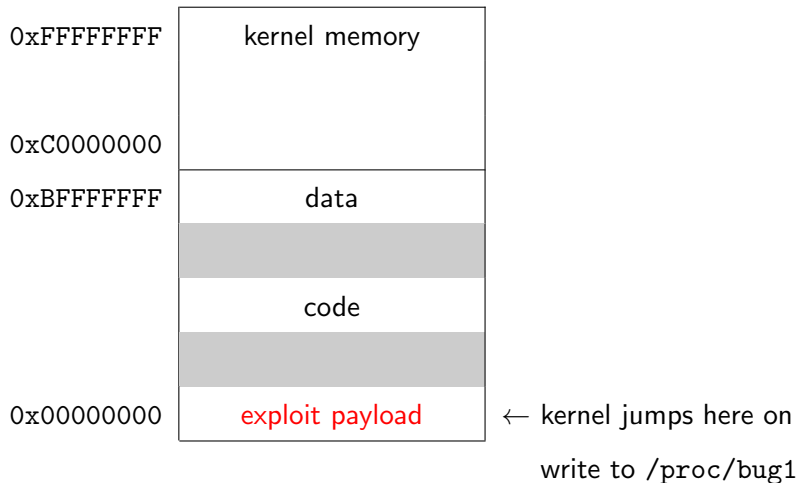 0xFFFFFFFF kernel memory
0xC0000000
0xBFFFFFFF data
code
0x00000000 exploit payload ← kernel jumps here on
write to /proc/bug1